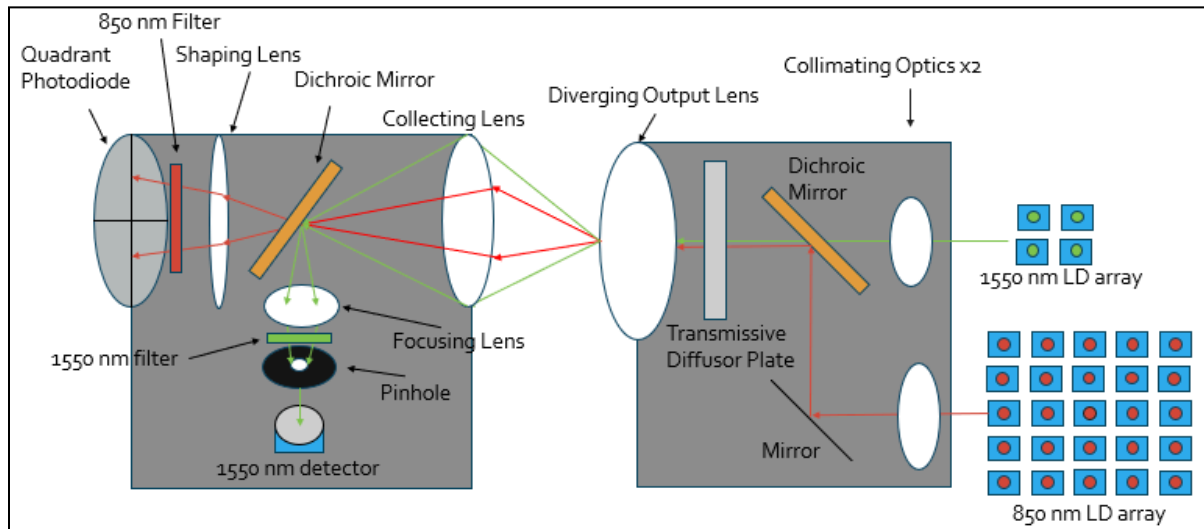 850 nm Filter
Quadrant
Photodiode
Shaping Lens
Dichroic Mirror
Collecting Lens
Diverging Output Lens
Collimating Optics x2
Dichroic
Mirror
1550 nm LD array
Transmissive
Diffusor Plate
Mirror
850 nm LD array
1550 nm filter
Focusing Lens
Pinhole
1550 nm detector